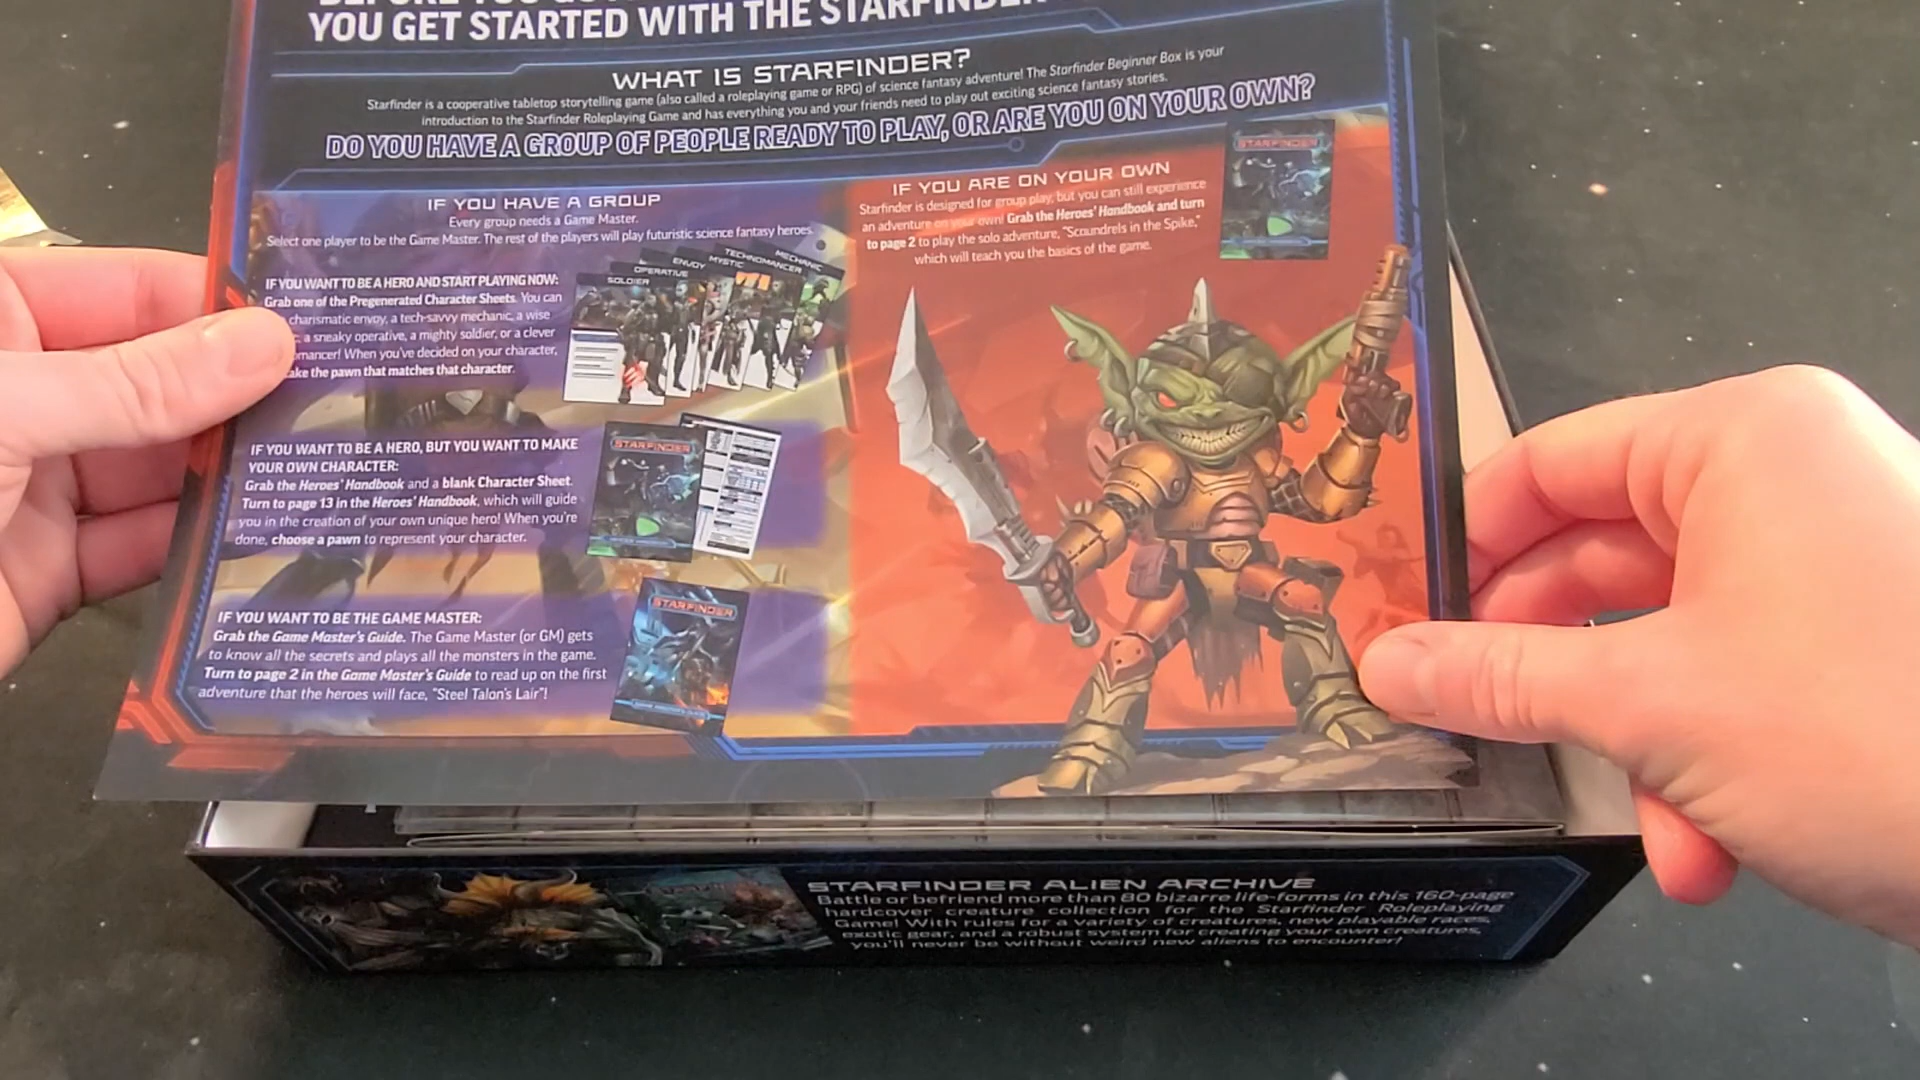 YOU GET STARTED WITH THE STARFINDER
WHAT IS STARFINDER?
Starfinder is a cooperative tabletop storytelling game (also called a roleplaying game or RPG) of science fantasy adventure! The Starfinder Beginner Box is your
introduction to the Starfinder Roleplaying Game and has everything you and your friends need to play out exciting science fantasy stories.
DO YOU HAVE A GROUP OF PEOPLE READY TO PLAY, OR ARE YOU ON YOUR OWN?
IF YOU HAVE A GROUP
Every group needs a Game Master.
Select one player to be the Game Master. The rest of the players will play futuristic science fantasy heroes.
IF YOU WANT TO BE A HERO AND START PLAYING NOW:
Grab one of the Pregenerated Character Sheets. You can
charismatic envoy, a tech-savvy mechanic, a wise
a sneaky operative, a mighty soldier, or a clever
omancer! When you've decided on your character,
ake the pawn that matches that character.
SOLDIER
OPERATIVE
ENVOY
MYSTIC
TECHNOMANCER
MECHANIC
IF YOU WANT TO BE A HERO, BUT YOU WANT TO MAKE
YOUR OWN CHARACTER:
Grab the Heroes' Handbook and a blank Character Sheet.
Turn to page 13 in the Heroes' Handbook, which will guide
you in the creation of your own unique hero! When you're
done, choose a pawn to represent your character.
STARFINDER
IF YOU WANT TO BE THE GAME MASTER:
Grab the Game Master's Guide. The Game Master (or GM) gets
to know all the secrets and plays all the monsters in the game.
Turn to page 2 in the Game Master's Guide to read up on the first
adventure that the heroes will face, "Steel Talon's Lair"!
STARFINDER
GAME MASTER'S GUIDE
IF YOU ARE ON YOUR OWN
Starfinder is designed for group play, but you can still experience
an adventure on your own! Grab the Heroes' Handbook and turn
to page 2 to play the solo adventure, "Scoundrels in the Spike,"
which will teach you the basics of the game.
STARFINDER
STARFINDER ALIEN ARCHIVE
Battle or befriend more than 80 bizarre life-forms in this 160-page
hardcover creature collection for the Starfinder Roleplaying
Game! With rules for a variety of creatures, new playable races,
exotic gear, and a robust system for creating your own creatures,
you'll never be without weird new aliens to encounter!